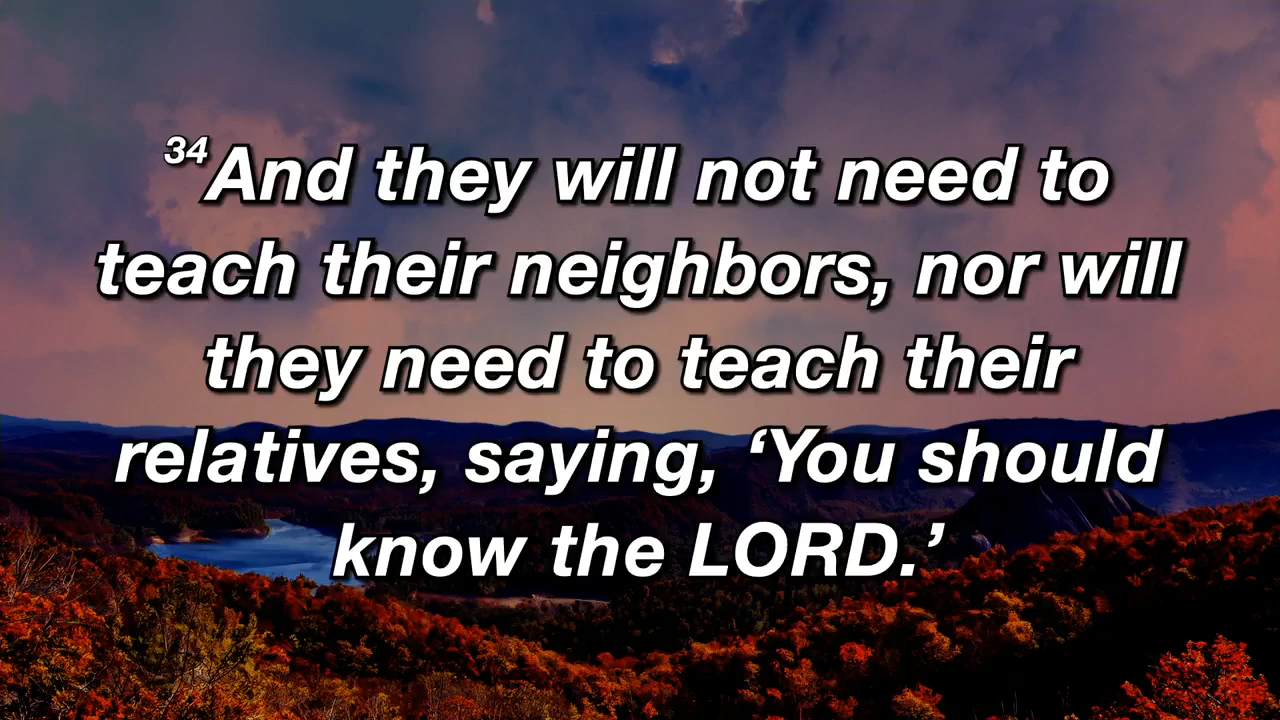 34And they will not need to
teach their neighbors, nor will
they need to teach their
relatives, saying, ‘You should
know the LORD.’